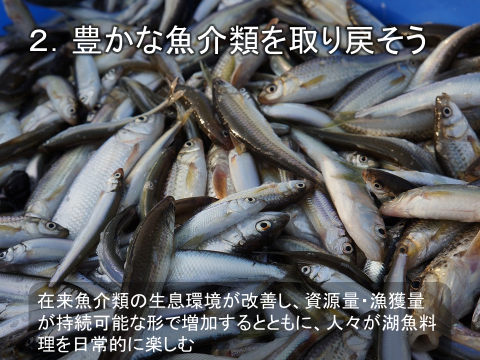 ２．豊かな魚介類を取り戻そう
在来魚介類の生息環境が改善し、資源量・漁獲量
が持続可能な形で増加するとともに、人々が湖魚料
理を日常的に楽しむ